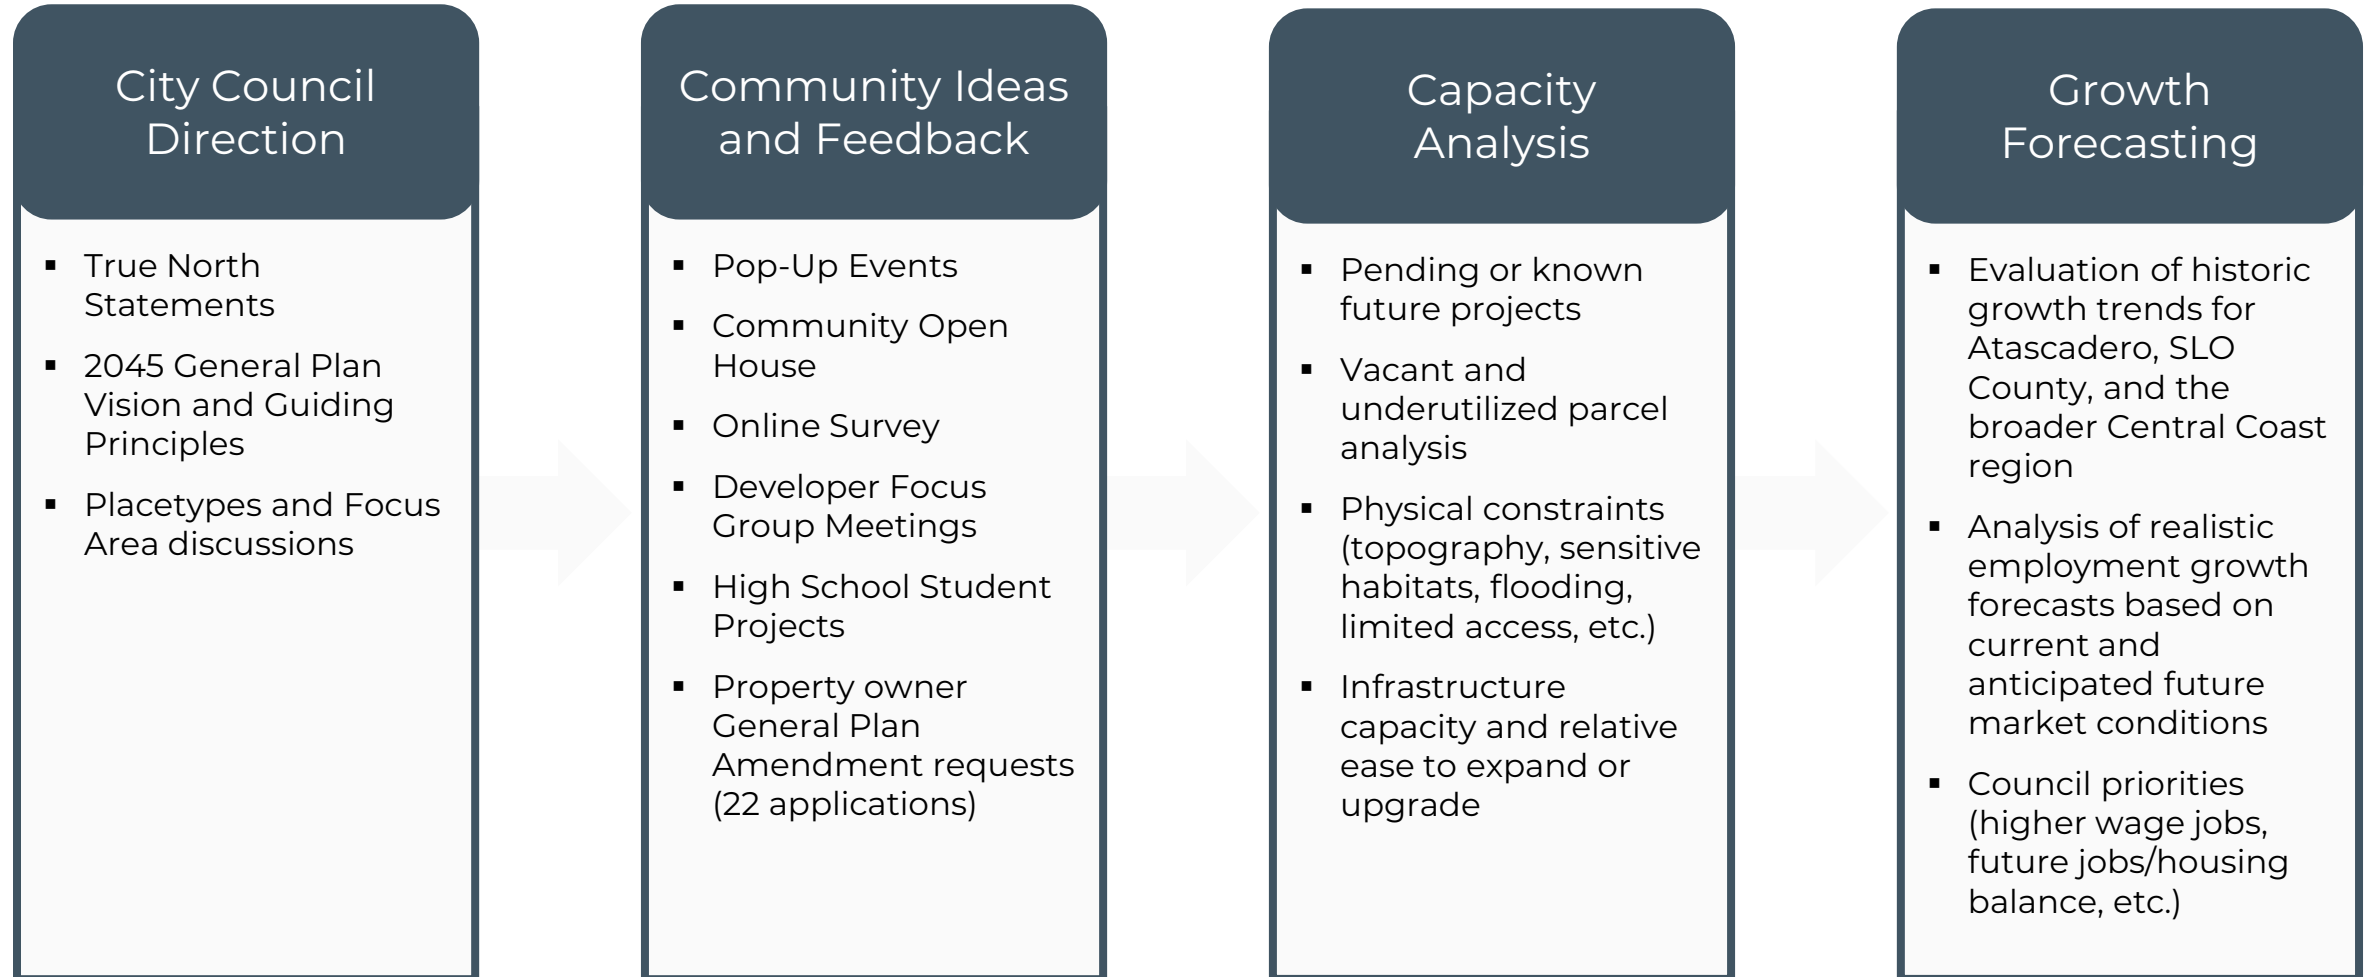 City Council
Direction
▪ True North
Statements
▪ 2045 General Plan
Vision and Guiding
Principles
▪ Placetypes and Focus
Area discussions
Community Ideas
and Feedback
▪ Pop-Up Events
▪ Community Open
House
▪ Online Survey
▪ Developer Focus
Group Meetings
▪ High School Student
Projects
▪ Property owner
General Plan
Amendment requests
(22 applications)
Capacity
Analysis
▪ Pending or known
future projects
▪ Vacant and
underutilized parcel
analysis
▪ Physical constraints
(topography, sensitive
habitats, flooding,
limited access, etc.)
▪ Infrastructure
capacity and relative
ease to expand or
upgrade
Growth
Forecasting
▪ Evaluation of historic
growth trends for
Atascadero, SLO
County, and the
broader Central Coast
region
▪ Analysis of realistic
employment growth
forecasts based on
current and
anticipated future
market conditions
▪ Council priorities
(higher wage jobs,
future jobs/housing
balance, etc.)